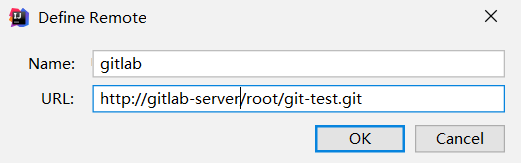 Define Remote
Name: gitlab
URL: http://gitlab-server/root/git-test.git
OK Cancel